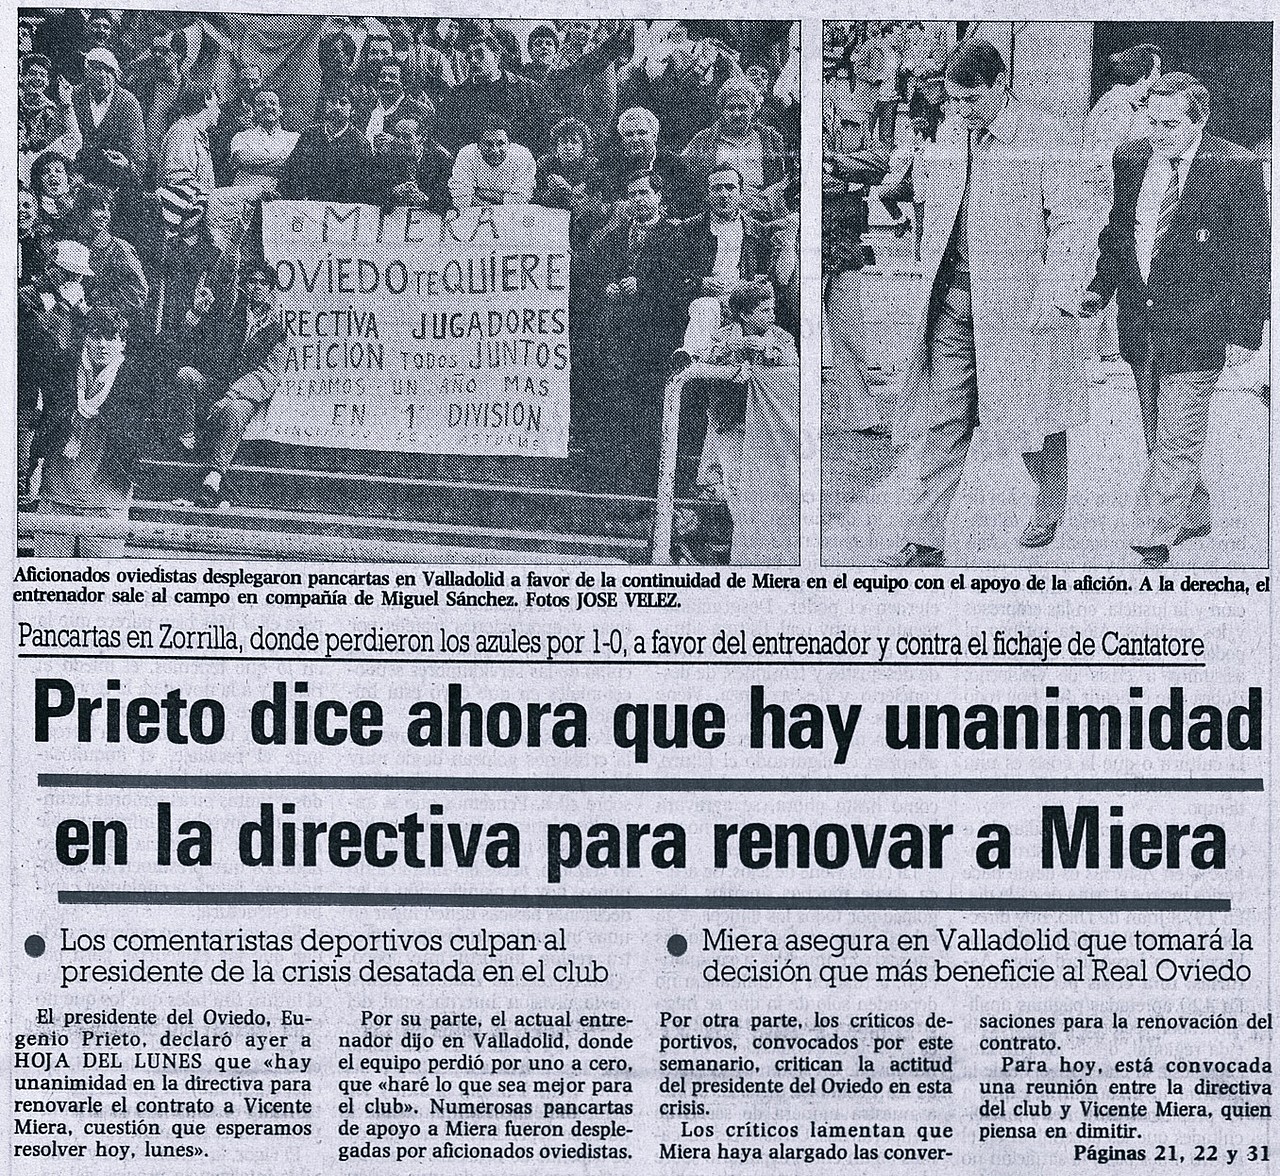 MIERA
OVIEDO TE QUIERE
RECTIVA JUGADORES
AFICION TODOS JUNTOS
PERAMOS UN AÑO MAS
EN 1ª DIVISION
Aficionados oviedistas desplegaron pancartas en Valladolid a favor de la continuidad de Miera en el equipo con el apoyo de la afición. A la derecha, el
entrenador sale al campo en compañía de Miguel Sánchez. Fotos JOSE VELEZ.
Pancartas en Zorrilla, donde perdieron los azules por 1-0, a favor del entrenador y contra el fichaje de Cantatore
Prieto dice ahora que hay unanimidad
en la directiva para renovar a Miera
● Los comentaristas deportivos culpan al
presidente de la crisis desatada en el club
● Miera asegura en Valladolid que tomará la
decisión que más beneficie al Real Oviedo
El presidente del Oviedo, Eu-
genio Prieto, declaró ayer a
HOJA DEL LUNES que «hay
unanimidad en la directiva para
renovarle el contrato a Vicente
Miera, cuestión que esperamos
resolver hoy, lunes».
Por su parte, el actual entre-
nador dijo en Valladolid, donde
el equipo perdió por uno a cero,
que «haré lo que sea mejor para
el club». Numerosas pancartas
de apoyo a Miera fueron desple-
gadas por aficionados oviedistas.
Por otra parte, los críticos de-
portivos, convocados por este
semanario, critican la actitud
del presidente del Oviedo en esta
crisis.
Los críticos lamentan que
Miera haya alargado las conver-
saciones para la renovación del
contrato.
Para hoy, está convocada
una reunión entre la directiva
del club y Vicente Miera, quien
piensa en dimitir.
Páginas 21, 22 y 31